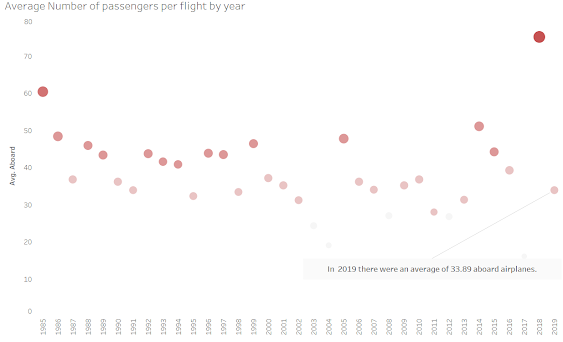 Average Number of passengers per flight by year
80
70
60
50
40
30
20
10
0
Avg. Aboard
In 2019 there were an average of 33.89 aboard airplanes.
1985 1986 1987 1988 1989 1990 1991 1992 1993 1994 1995 1996 1997 1998 1999 2000 2001 2002 2003 2004 2005 2006 2007 2008 2009 2010 2011 2012 2013 2014 2015 2016 2017 2018 2019